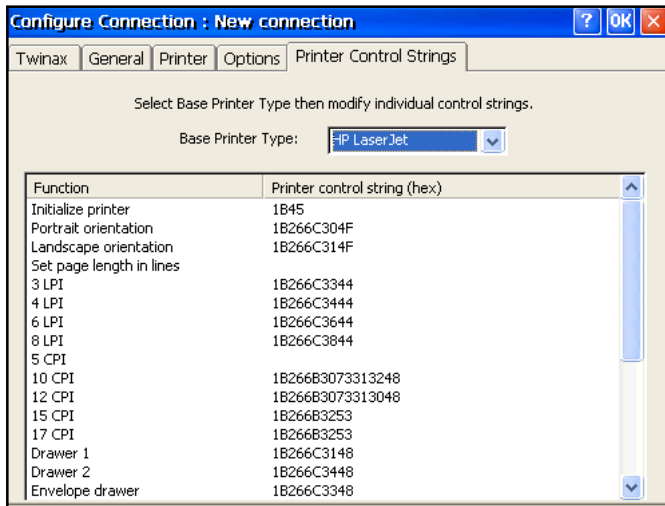 Configure Connection : New connection ? OK X
Twinax General Printer Options Printer Control Strings
Select Base Printer Type then modify individual control strings.
Base Printer Type: HP LaserJet
Function Printer control string (hex)
Initialize printer 1B45
Portrait orientation 1B266C304F
Landscape orientation 1B266C314F
Set page length in lines
3 LPI 1B266C3344
4 LPI 1B266C3444
6 LPI 1B266C3644
8 LPI 1B266C3844
5 CPI
10 CPI 1B266B3073313248
12 CPI 1B266B3073313048
15 CPI 1B266B3253
17 CPI 1B266B3253
Drawer 1 1B266C3148
Drawer 2 1B266C3448
Envelope drawer 1B266C3348